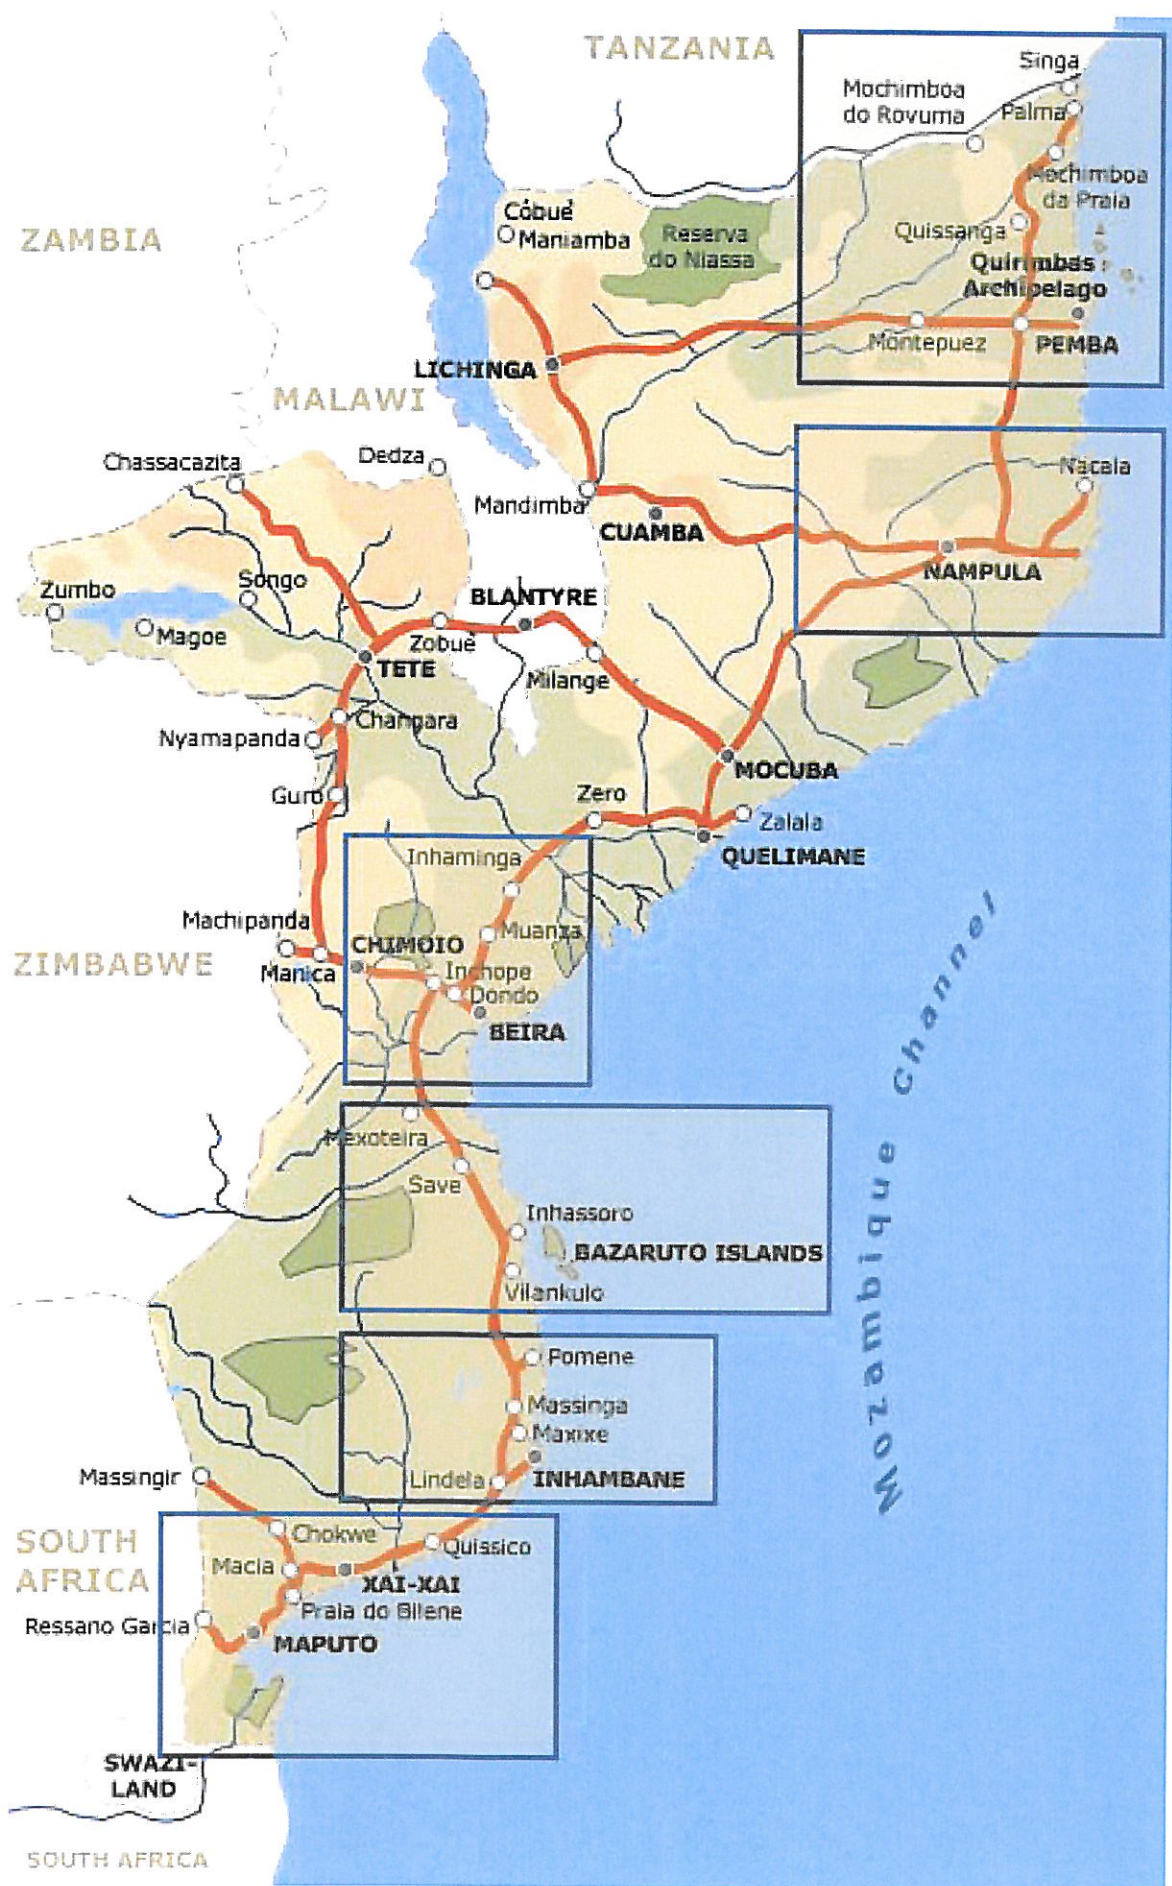 TANZANIA
Singa
Mochimboa
do Rovuma
Palma
Mochimboa
da Praia
Cóbué
Maniamba
Reserva
do Niassa
Quissanga
ZAMBIA
Quirimbas
Archipelago
Montepuez
PEMBA
LICHINGA
MALAWI
Dedza
Chassacazita
Nacala
Mandimba
CUAMBA
NAMPULA
Zumbo
Songo
BLANTYRE
Magoe
Zobué
TETE
Milange
Changara
Nyamapanda
MOCUBA
Guro
Zero
Zalala
QUELIMANE
Inhaminga
Machipanda
Muanza
CHIMOIO
ZIMBABWE
Manica
Inchope
Dondo
BEIRA
Mozambique Channel
Mexoteira
Save
Inhassoro
BAZARUTO ISLANDS
Vilankulo
Pomene
Massinga
Maxixe
Massingir
Lindela
INHAMBANE
SOUTH
AFRICA
Chokwe
Quissico
Macia
XAI-XAI
Praia do Bilene
Ressano Garcia
MAPUTO
SWAZI-
LAND
SOUTH AFRICA